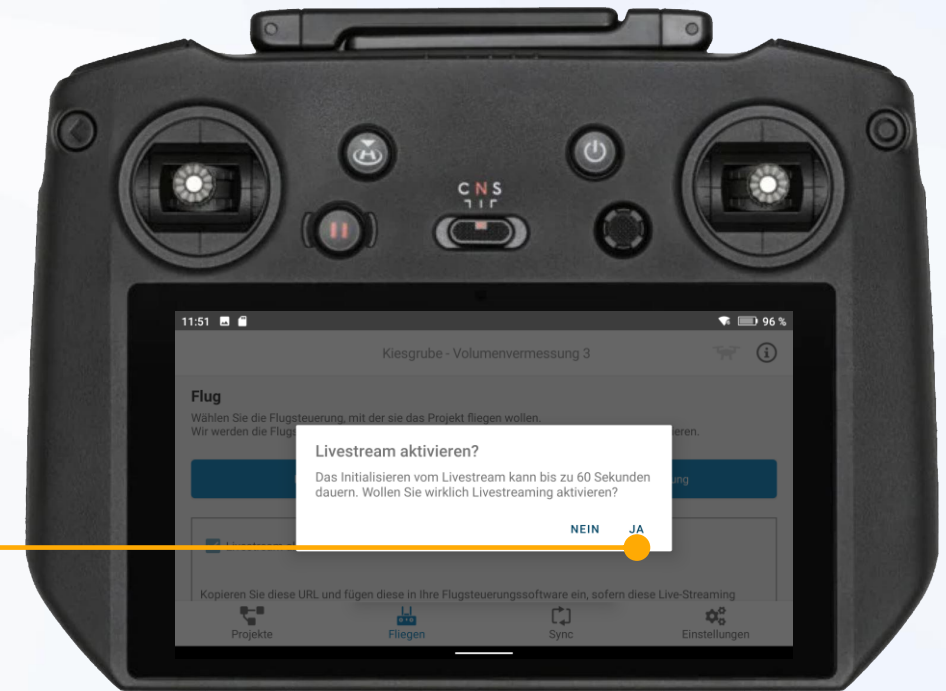 C N S
11:51
96 %
Kiesgrube - Volumenvermessung 3
Flug
Wählen Sie die Flugsteuerung, mit der sie das Projekt fliegen wollen.
Wir werden die Flug
ieren.
Livestream aktivieren?
Das Initialisieren vom Livestream kann bis zu 60 Sekunden
dauern. Wollen Sie wirklich Livestreaming aktivieren?
ung
NEIN JA
Livestream
Kopieren Sie diese URL und fügen diese in Ihre Flugsteuerungssoftware ein, sofern diese Live-Streaming
Projekte
Fliegen
Sync
Einstellungen